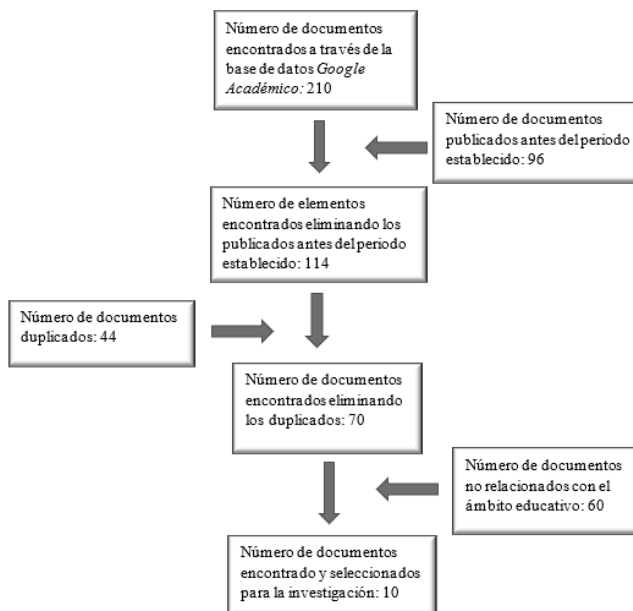 Número de documentos
encontrados a través de la
base de datos Google
Académico: 210
Número de documentos
publicados antes del periodo
establecido: 96
Número de elementos
encontrados eliminando los
publicados antes del periodo
establecido: 114
Número de documentos
duplicados: 44
Número de documentos
encontrados eliminando
los duplicados: 70
Número de documentos
no relacionados con el
ámbito educativo: 60
Número de documentos
encontrado y seleccionados
para la investigación: 10